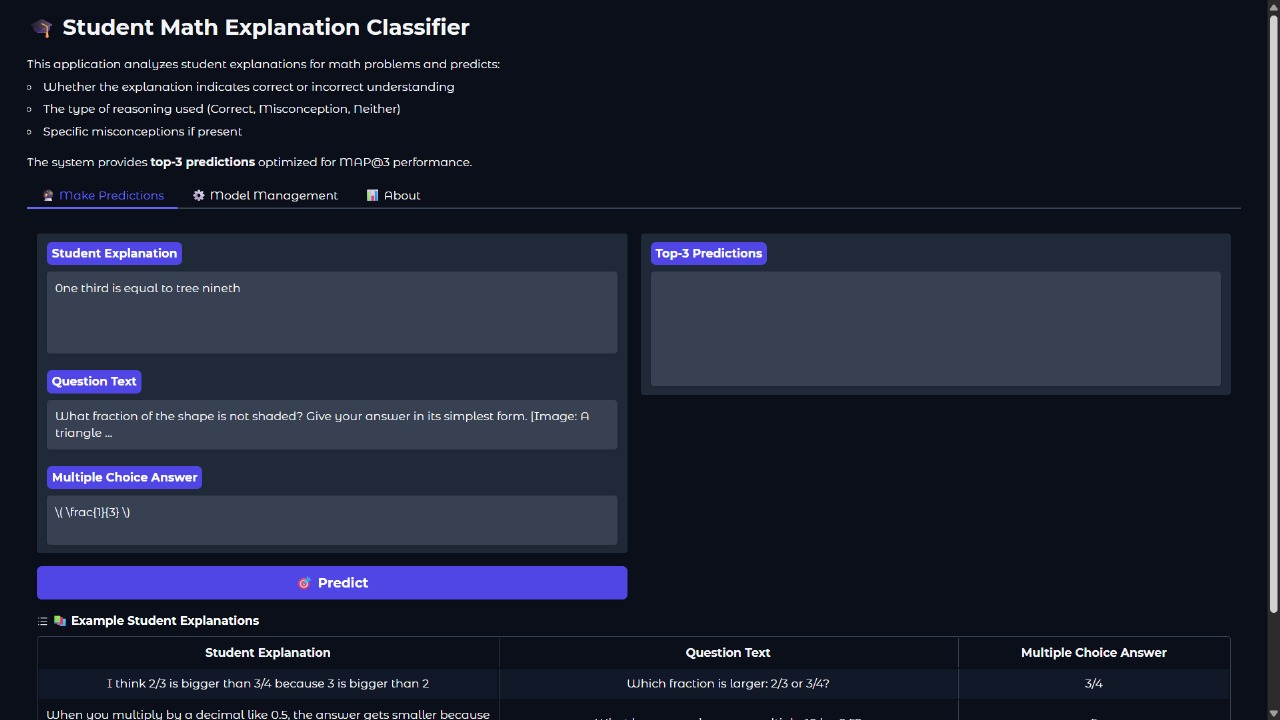 Student Math Explanation Classifier
This application analyzes student explanations for math problems and predicts:
Whether the explanation indicates correct or incorrect understanding
The type of reasoning used (Correct, Misconception, Neither)
Specific misconceptions if present
The system provides top-3 predictions optimized for MAP@3 performance.
Make Predictions
Model Management
About
Student Explanation
0ne third is equal to tree nineth
Question Text
What fraction of the shape is not shaded? Give your answer in its simplest form. [Image: A
triangle ...
Multiple Choice Answer
\( \frac{1}{3} \)
Predict
Top-3 Predictions
Example Student Explanations
Student Explanation
Question Text
Multiple Choice Answer
I think 2/3 is bigger than 3/4 because 3 is bigger than 2
Which fraction is larger: 2/3 or 3/4?
3/4
When you multiply by a decimal like 0.5, the answer gets smaller because